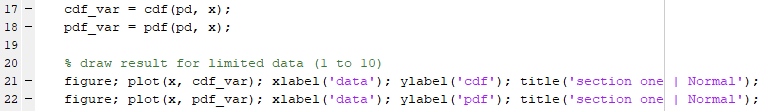 17 - cdf_var = cdf(pd, x);
18 - pdf_var = pdf(pd, x);
19
20 % draw result for limited data (1 to 10)
21 - figure; plot(x, cdf_var); xlabel('data'); ylabel('cdf'); title('section one | Normal');
22 - figure; plot(x, pdf_var); xlabel('data'); ylabel('pdf'); title('section one | Normal');